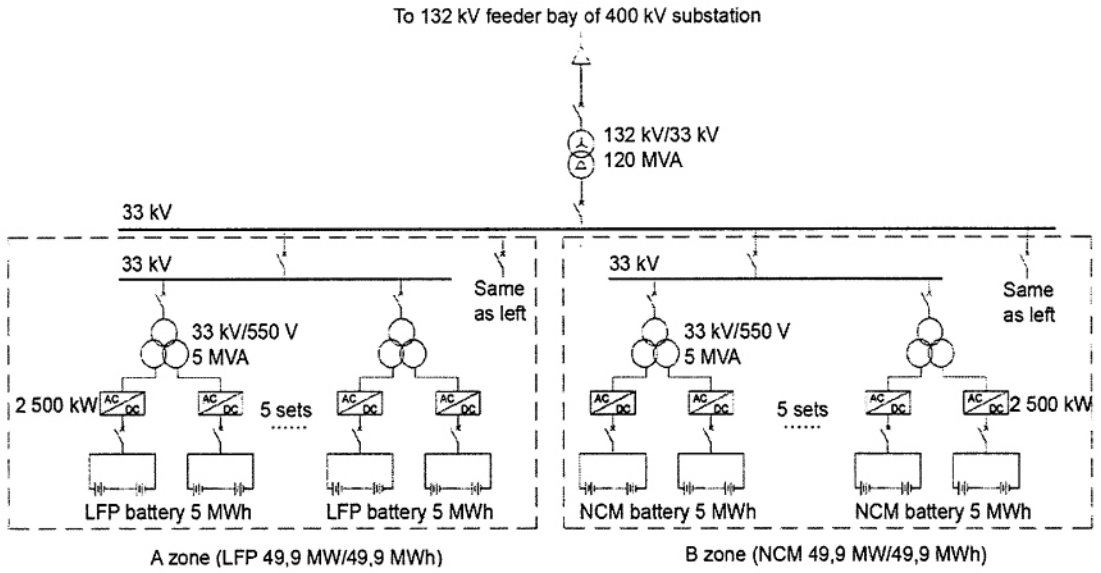 To 132 kV feeder bay of 400 kV substation
132 kV/33 kV
120 MVA
33 kV
33 kV
Same
as left
33 kV/550 V
5 MVA
2 500 kW
AC
DC
AC
DC
5 sets
......
AC
DC
AC
DC
LFP battery 5 MWh
LFP battery 5 MWh
A zone (LFP 49,9 MW/49,9 MWh)
33 kV
Same
as left
33 kV/550 V
5 MVA
AC
DC
AC
DC
5 sets
......
AC
DC
AC
DC
2 500 kW
NCM battery 5 MWh
NCM battery 5 MWh
B zone (NCM 49,9 MW/49,9 MWh)